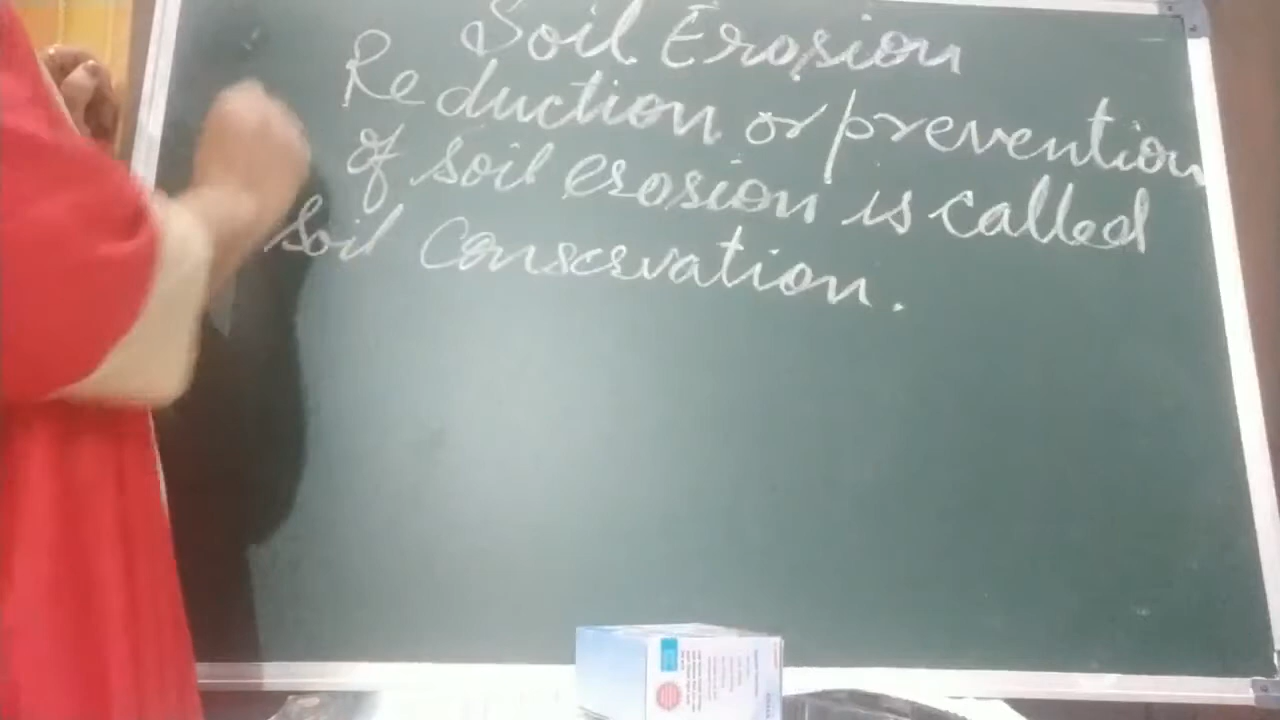 Soil Erosion
Reduction or prevention
of soil erosion is called
Soil Conservation.